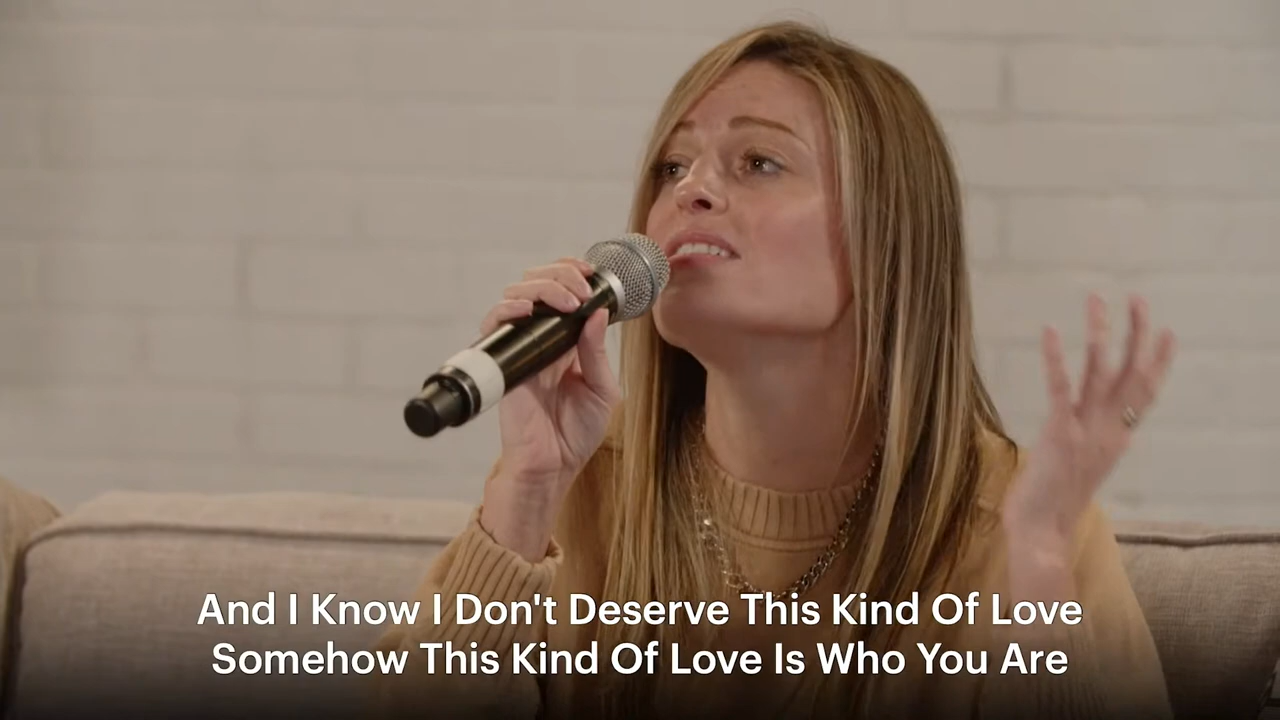 And I Know I Don't Deserve This Kind Of Love
Somehow This Kind Of Love Is Who You Are